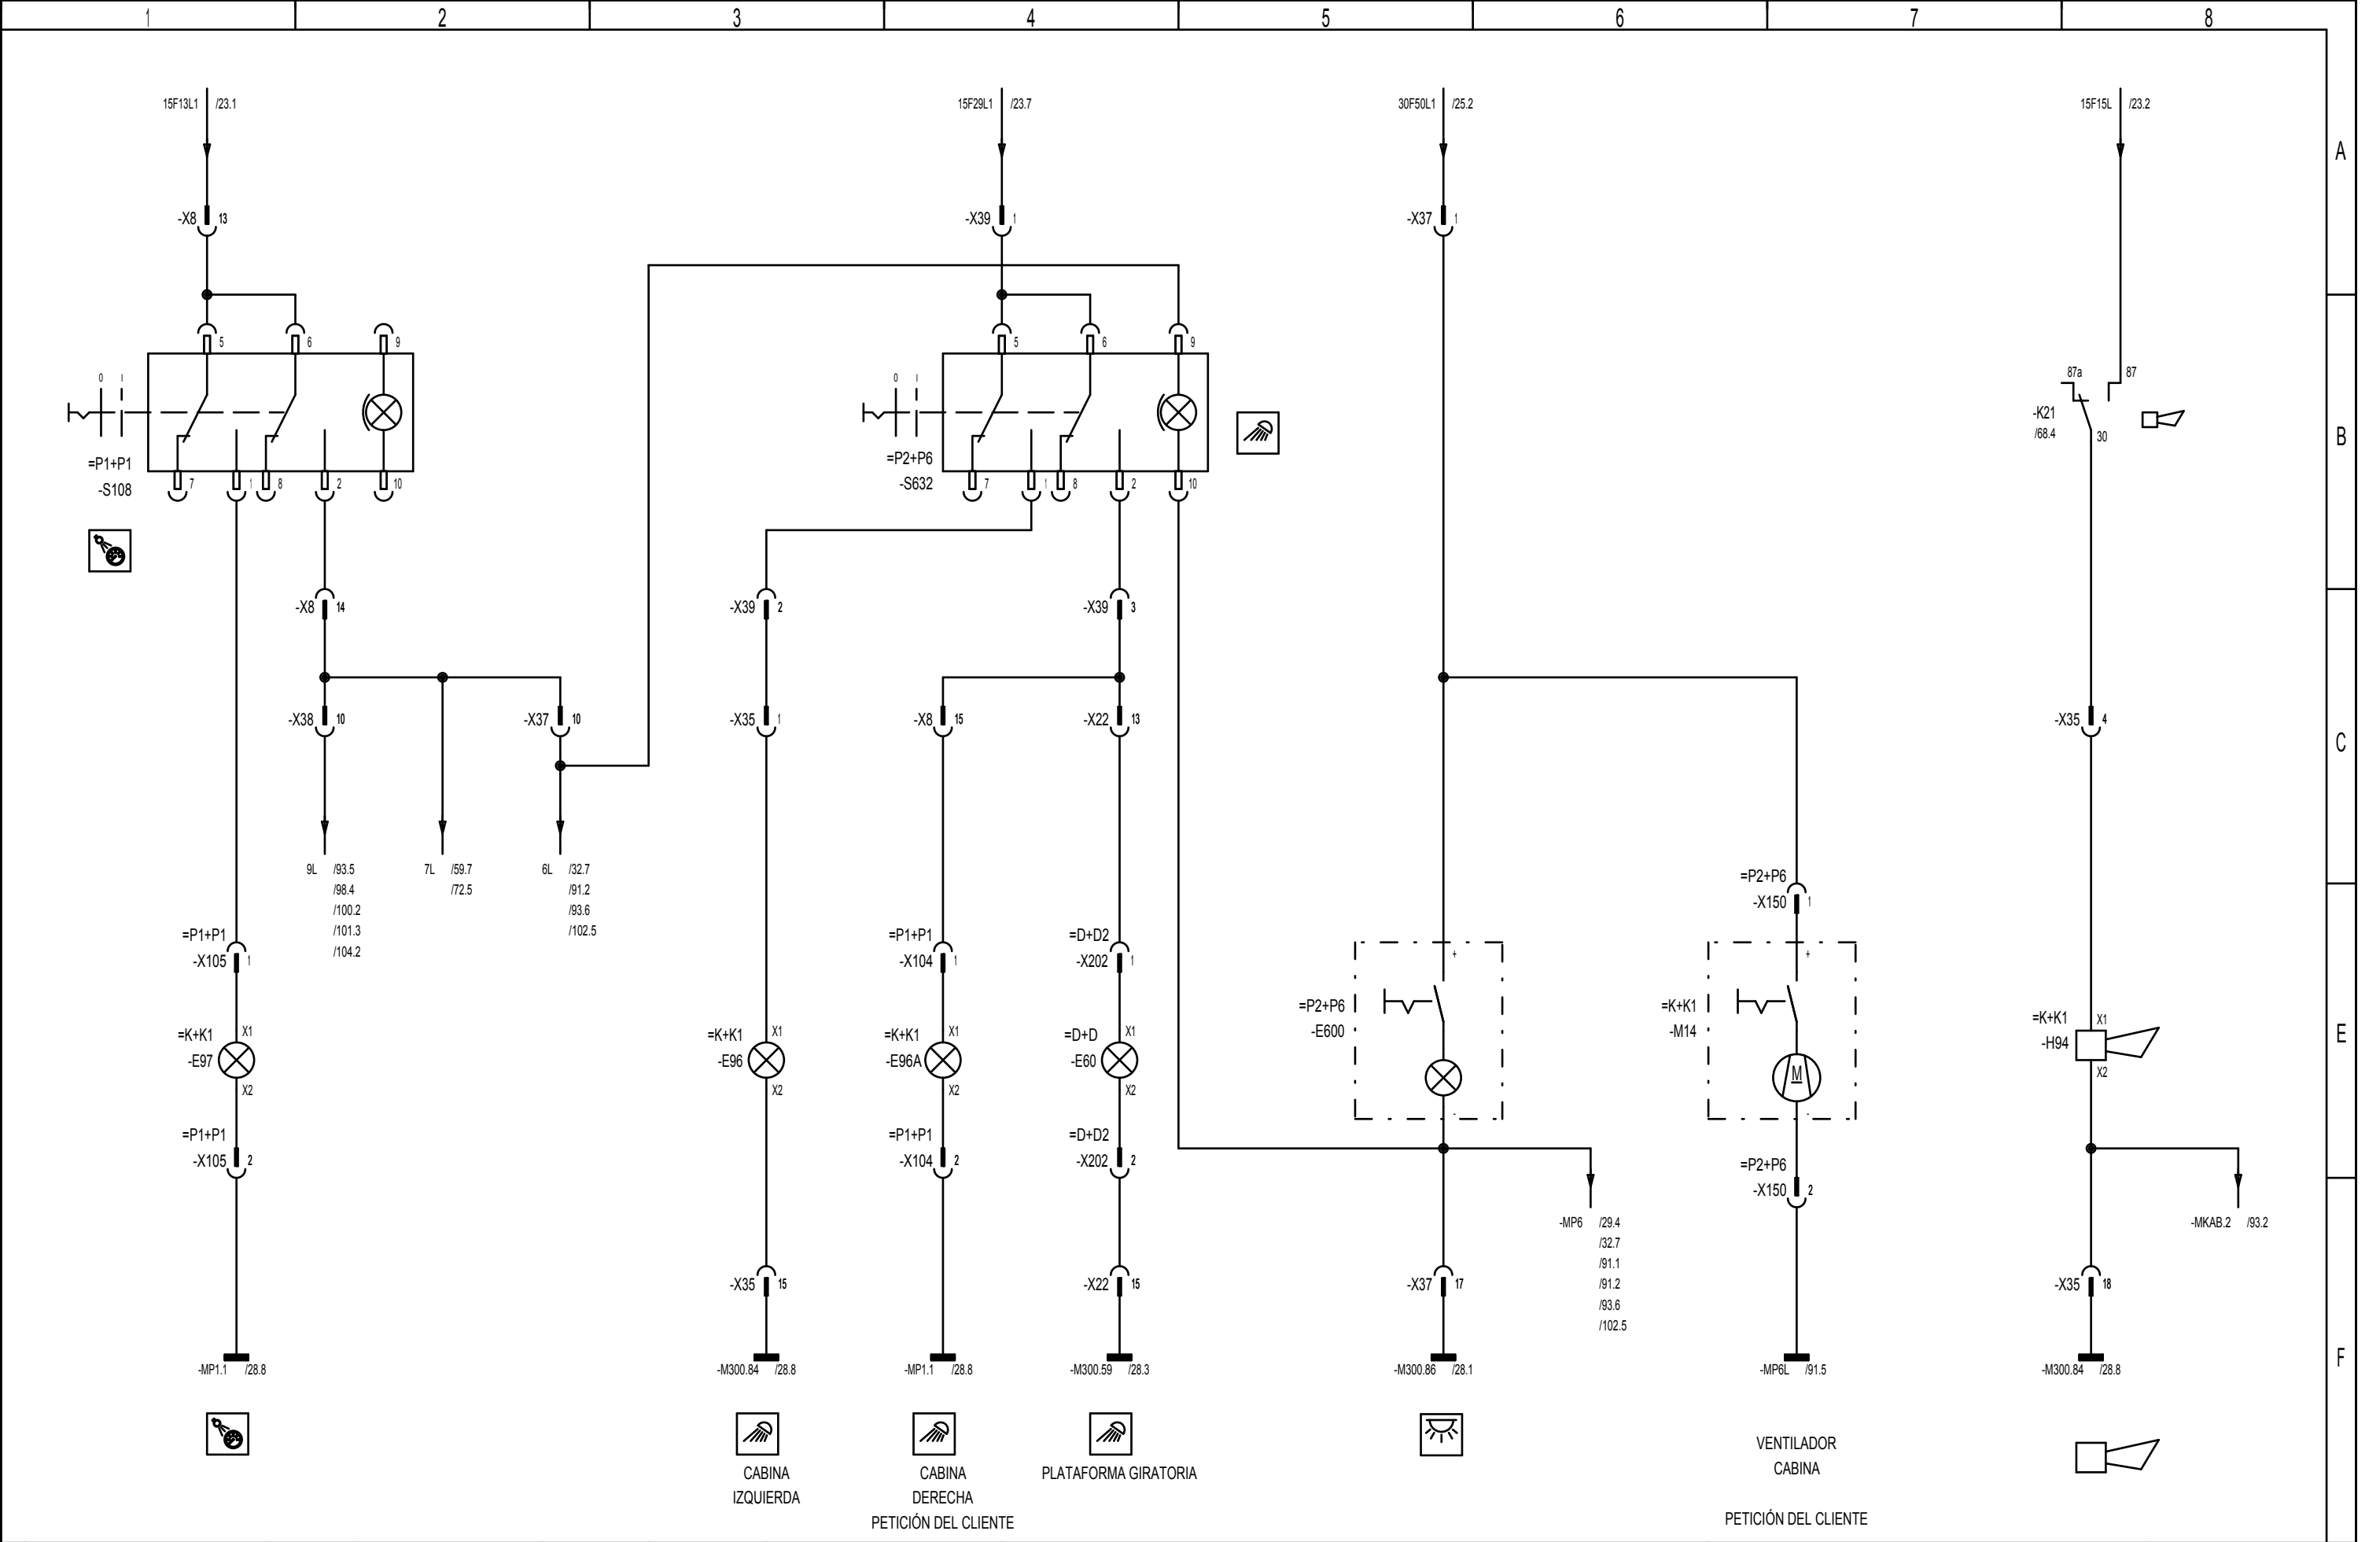 1 2 3 4 5 6 7 8
15F13L1 /23.1
15F29L1 /23.7
30F50L1 /25.2
15F15L /23.2
A
-X8 13
-X39 1
-X37 1
5 6 9
5 6 9
87a 87
0 I
0 I
-K21
/68.4
30
B
=P1+P1
-S108
=P2+P6
-S632
7 1 8 2 10
7 1 8 2 10
-X8 14
-X39 2
-X39 3
-X38 10
-X37 10
-X35 1
-X8 15
-X22 13
-X35 4
C
9L /93.5
/98.4
/100.2
/101.3
/104.2
7L /59.7
/72.5
6L /32.7
/91.2
/93.6
/102.5
=P2+P6
-X150 1
=P1+P1
-X105 1
=P1+P1
-X104 1
=D+D2
-X202 1
+
+
=P2+P6
-E600
=K+K1
-M14
M
=K+K1 X1
-E97
X2
=K+K1 X1
-E96
X2
=K+K1 X1
-E96A
X2
=D+D X1
-E60
X2
=K+K1 X1
-H94
X2
E
=P1+P1
-X105 2
=P1+P1
-X104 2
=D+D2
-X202 2
=P2+P6
-X150 2
-MP6 /29.4
/32.7
/91.1
/91.2
/93.6
/102.5
-MKAB.2 /93.2
-X35 15
-X22 15
-X37 17
-X35 18
F
-MP1.1 /28.8
-M300.84 /28.8
-MP1.1 /28.8
-M300.59 /28.3
-M300.86 /28.1
-MP6L /91.5
-M300.84 /28.8
CABINA
IZQUIERDA
CABINA
DERECHA
PETICIÓN DEL CLIENTE
PLATAFORMA GIRATORIA
VENTILADOR
CABINA
PETICIÓN DEL CLIENTE